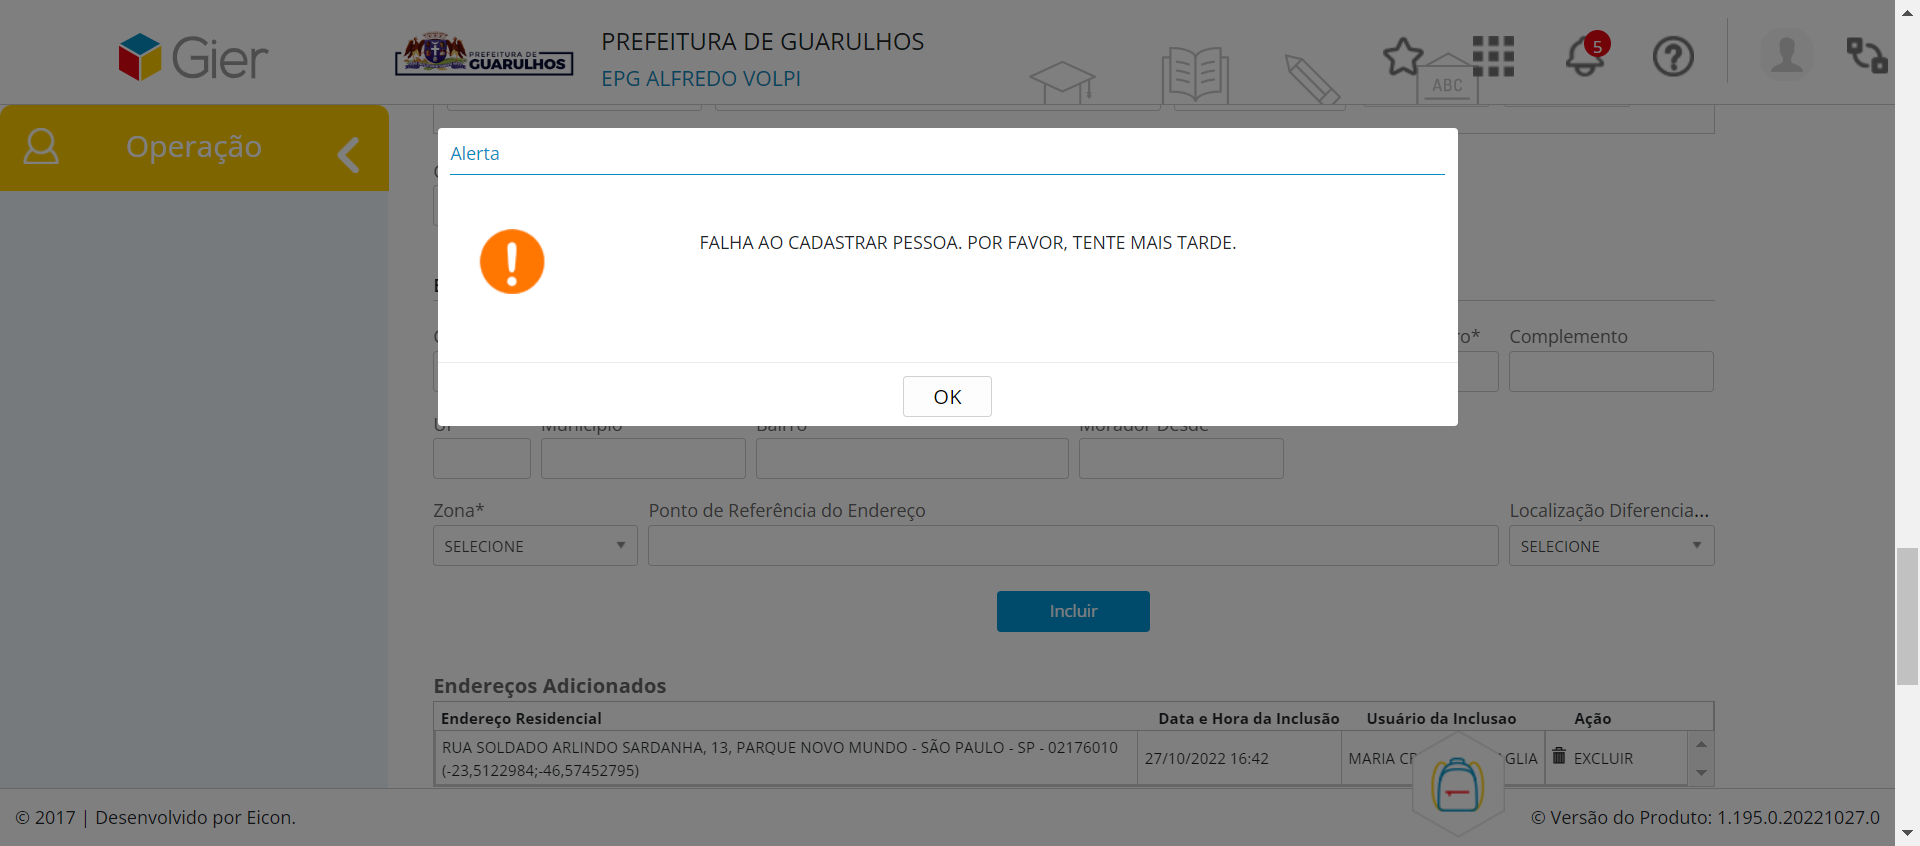 Gier
PREFEITURA DE
GUARULHOS
PREFEITURA DE GUARULHOS
EPG ALFREDO VOLPI
ABC
5
Operação
Alerta
FALHA AO CADASTRAR PESSOA. POR FAVOR, TENTE MAIS TARDE.
OK
Complemento
Município
Bairro
Morador Desde
Zona*
Ponto de Referência do Endereço
Localização Diferencia...
SELECIONE
SELECIONE
Incluir
Endereços Adicionados
Endereço Residencial
Data e Hora da Inclusão
Usuário da Inclusao
Ação
RUA SOLDADO ARLINDO SARDANHA, 13, PARQUE NOVO MUNDO - SÃO PAULO - SP - 02176010
(-23,5122984;-46,57452795)
27/10/2022 16:42
MARIA
EXCLUIR
© 2017 | Desenvolvido por Eicon.
© Versão do Produto: 1.195.0.20221027.0